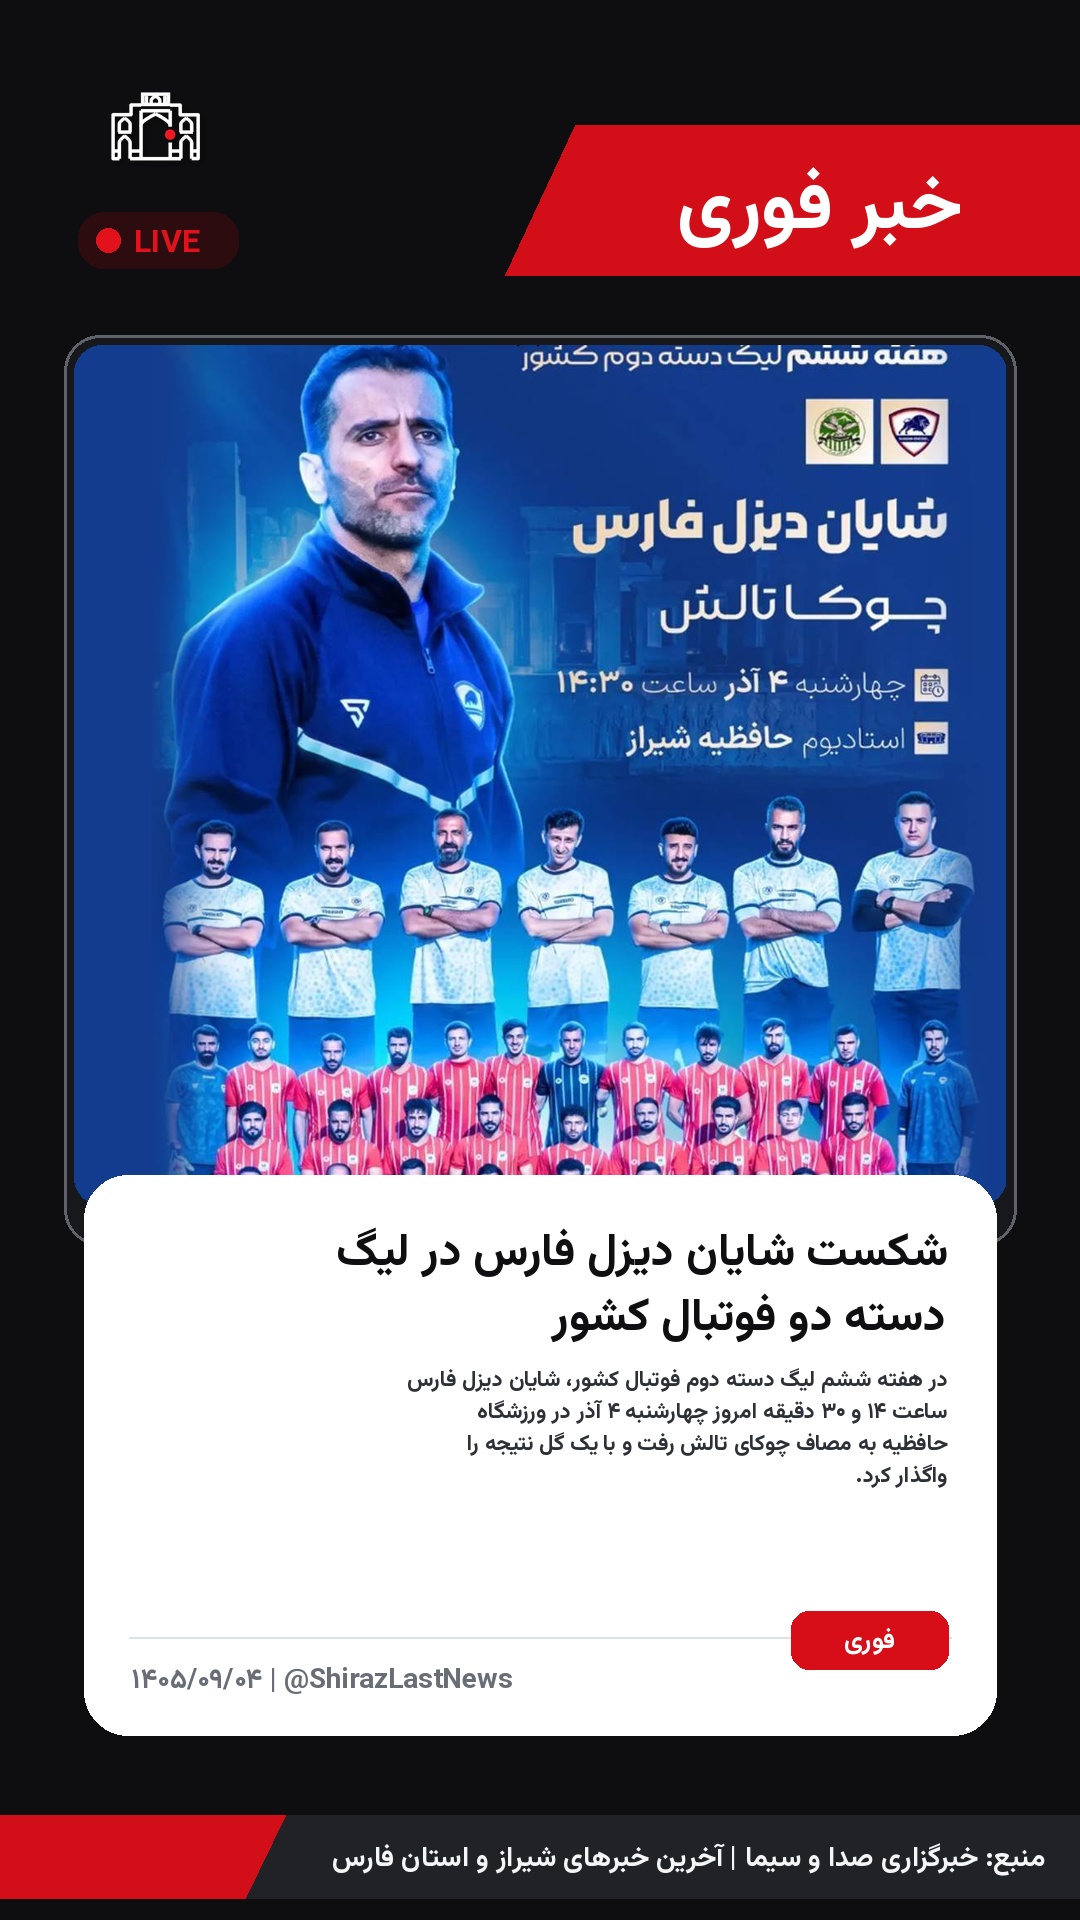 LIVE
خبر فوری
هفته ششم لیگ دسته دوم کشور
شایان دیزل فارس
چوکا تالش
چهارشنبه ۴ آذر ساعت ۱۴:۳۰
استادیوم حافظیه شیراز
شکست شایان دیزل فارس در لیگ
دسته دو فوتبال کشور
در هفته ششم لیگ دسته دوم فوتبال کشور، شایان دیزل فارس
ساعت ۱۴ و ۳۰ دقیقه امروز چهارشنبه ۴ آذر در ورزشگاه
حافظیه به مصاف چوکای تالش رفت و با یک گل نتیجه را
واگذار کرد.
فوری
۱۴۰۵/۰۹/۰۴ | @ShirazLastNews
منبع: خبرگزاری صدا و سیما | آخرین خبرهای شیراز و استان فارس